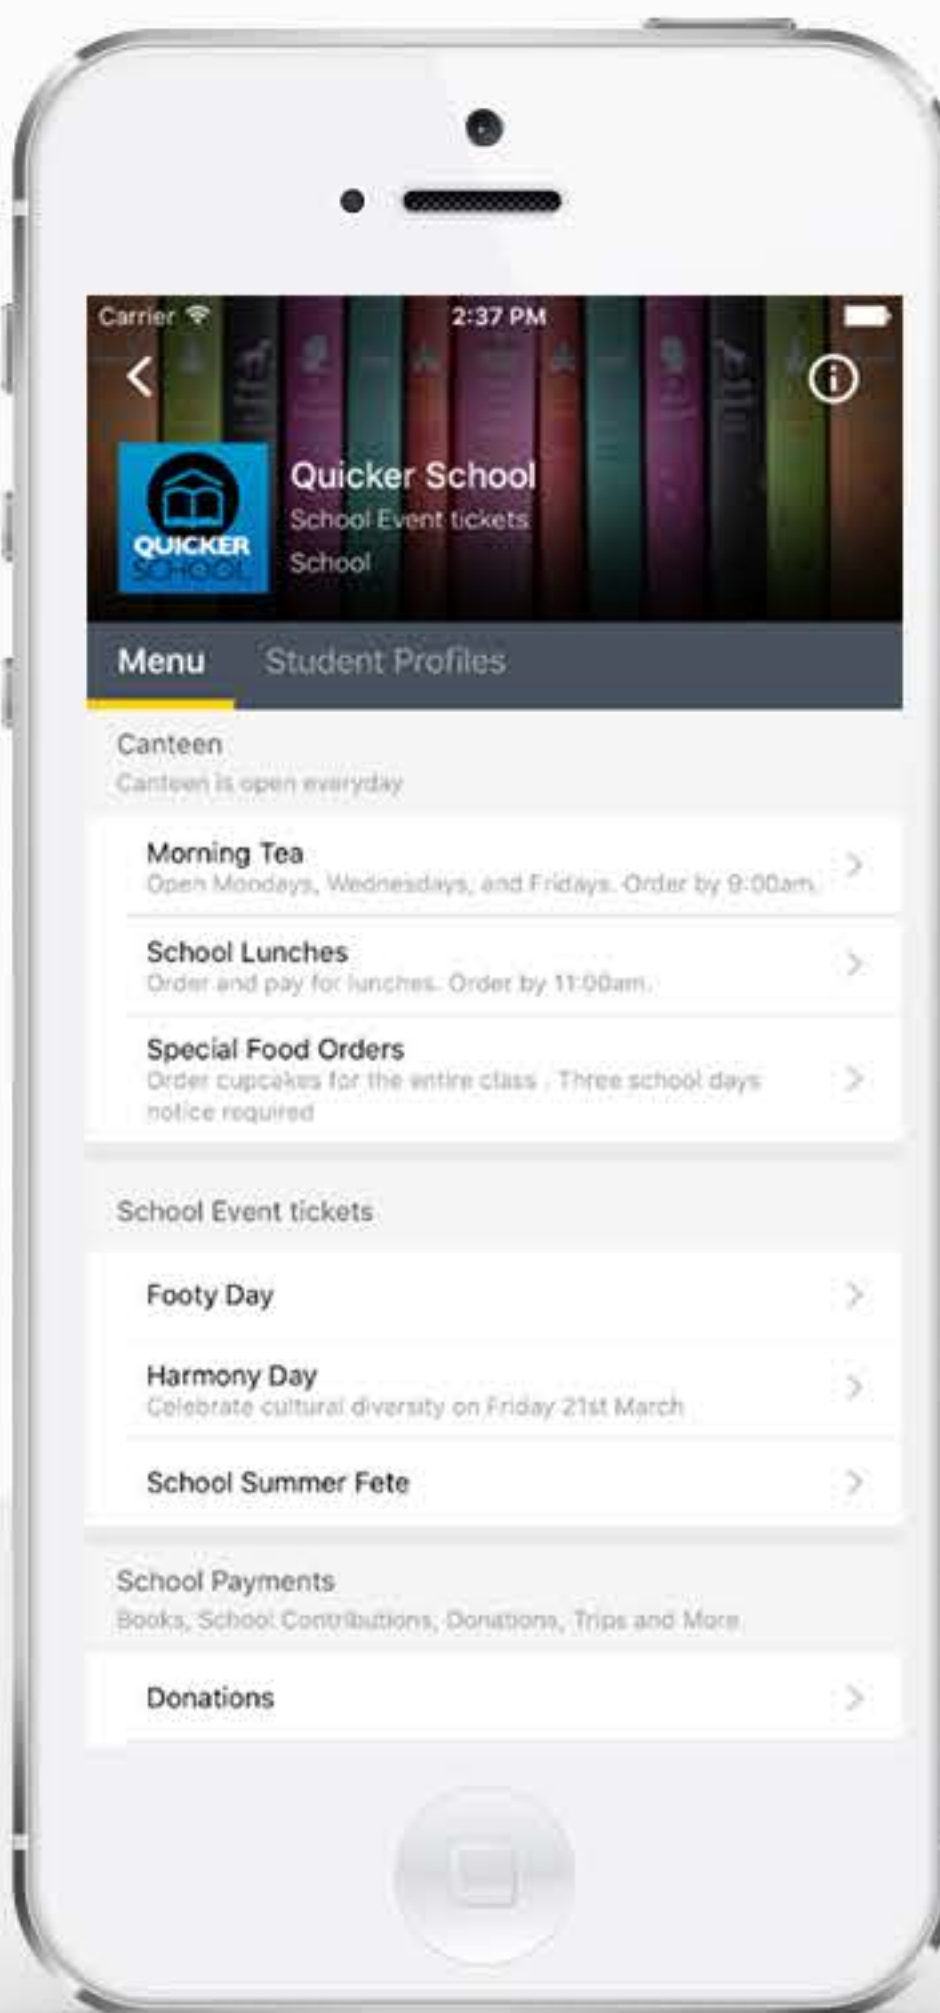 Carrier
2:37 PM
QUICKER
SCHOOL
Quicker School
School Event tickets
School
Menu
Student Profiles
Canteen
Canteen is open everyday
Morning Tea
Open Mondays, Wednesdays, and Fridays. Order by 9:00am.
School Lunches
Order and pay for lunches. Order by 11:00am.
Special Food Orders
Order cupcakes for the entire class . Three school days
notice required
School Event tickets
Footy Day
Harmony Day
Celebrate cultural diversity on Friday 21st March
School Summer Fete
School Payments
Books, School Contributions, Donations, Trips and More
Donations